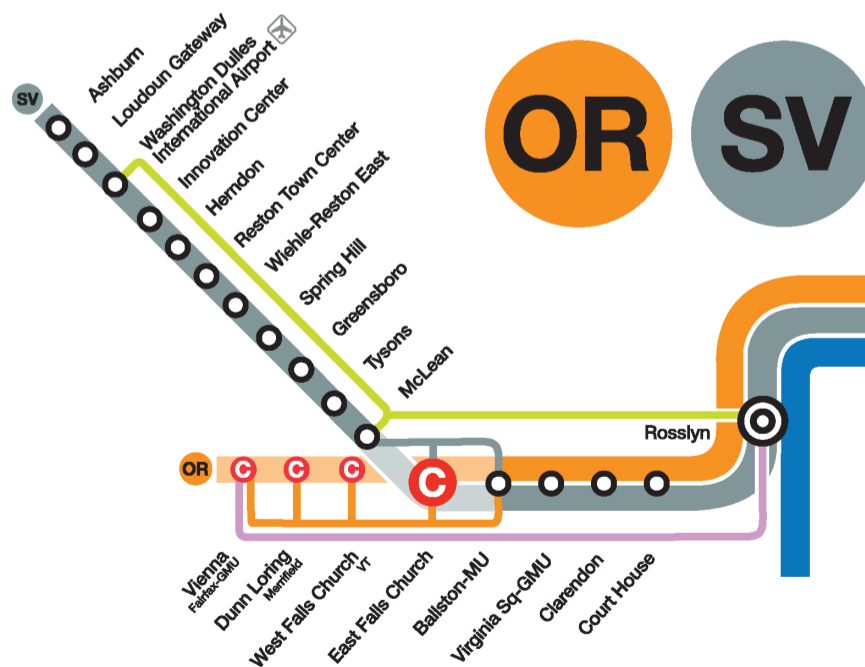 OR
SV
SV
Ashburn
Loudoun Gateway
Washington Dulles
International Airport
Innovation Center
Herndon
Reston Town Center
Wiehle-Reston East
Spring Hill
Greensboro
Tysons
McLean
Rosslyn
OR
C
C
C
C
Vienna
Fairfax-GMU
Dunn Loring
Merrifield
West Falls Church
VT
East Falls Church
Ballston-MU
Virginia Sq-GMU
Clarendon
Court House